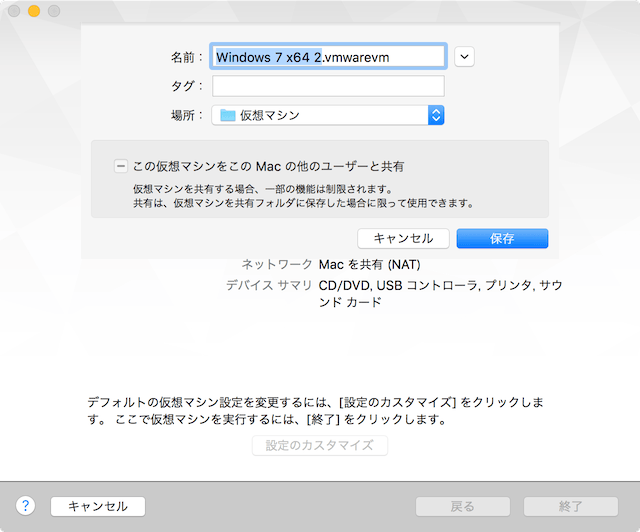 名前：
Windows 7 x64 2.vmwarevm
タグ：
場所：
仮想マシン
この仮想マシンをこの Mac の他のユーザーと共有
仮想マシンを共有する場合、一部の機能は制限されます。
共有は、仮想マシンを共有フォルダに保存した場合に限って使用できます。
キャンセル
保存
ネットワーク Mac を共有 (NAT)
デバイス サマリ CD/DVD, USB コントローラ, プリンタ, サウ
ンド カード
デフォルトの仮想マシン設定を変更するには、[設定のカスタマイズ] をクリックしま
す。 ここで仮想マシンを実行するには、[終了] をクリックします。
設定のカスタマイズ
?
キャンセル
戻る
終了